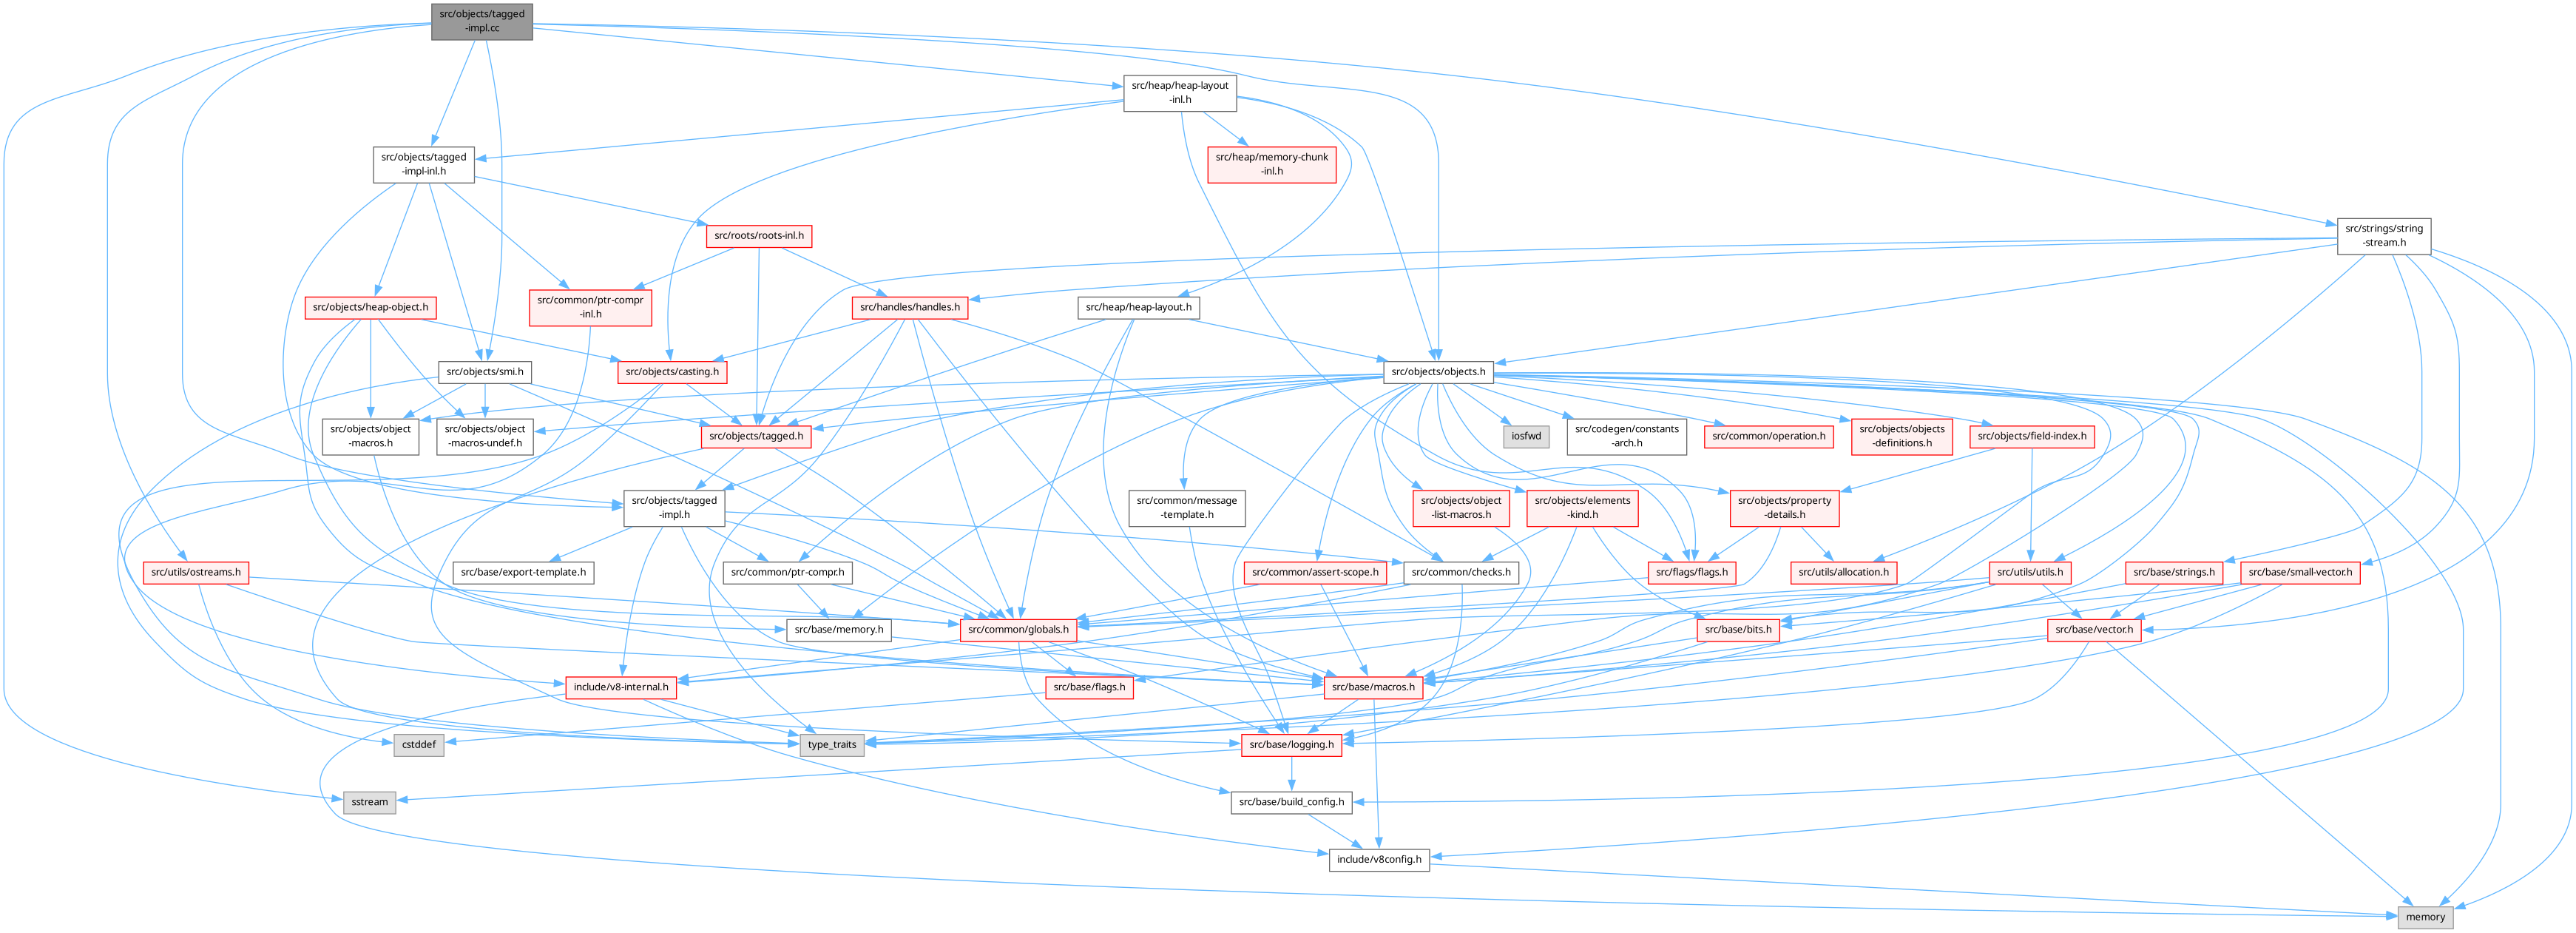 src/objects/tagged
-impl.cc
src/heap/heap-layout
-inl.h
src/objects/tagged
-impl-inl.h
src/heap/memory-chunk
-inl.h
src/roots/roots-inl.h
src/strings/string
-stream.h
src/objects/heap-object.h
src/common/ptr-compr
-inl.h
src/handles/handles.h
src/heap/heap-layout.h
src/objects/smi.h
src/objects/casting.h
src/objects/objects.h
src/objects/object
-macros.h
src/objects/object
-macros-undef.h
src/objects/tagged.h
iosfwd
src/codegen/constants
-arch.h
src/common/operation.h
src/objects/objects
-definitions.h
src/objects/field-index.h
src/objects/tagged
-impl.h
src/common/message
-template.h
src/objects/object
-list-macros.h
src/objects/elements
-kind.h
src/objects/property
-details.h
src/utils/ostreams.h
src/base/export-template.h
src/common/ptr-compr.h
src/common/assert-scope.h
src/common/checks.h
src/flags/flags.h
src/utils/allocation.h
src/utils/utils.h
src/base/strings.h
src/base/small-vector.h
src/base/memory.h
src/common/globals.h
src/base/bits.h
src/base/vector.h
include/v8-internal.h
src/base/flags.h
src/base/macros.h
cstddef
type_traits
src/base/logging.h
sstream
src/base/build_config.h
include/v8config.h
memory